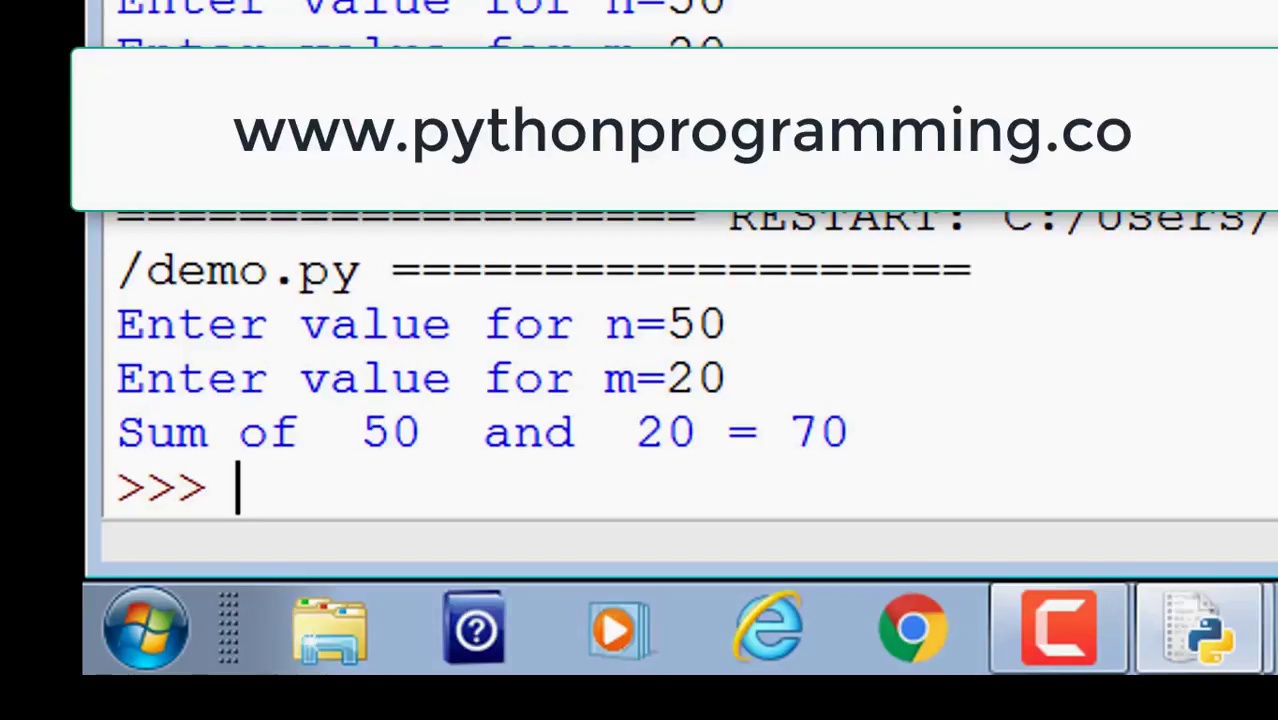 Enter value for n=50
Enter value for m=20
www.pythonprogramming.co
==================== RESTART: C:/Users/
/demo.py ===================
Enter value for n=50
Enter value for m=20
Sum of  50  and  20 = 70
>>>